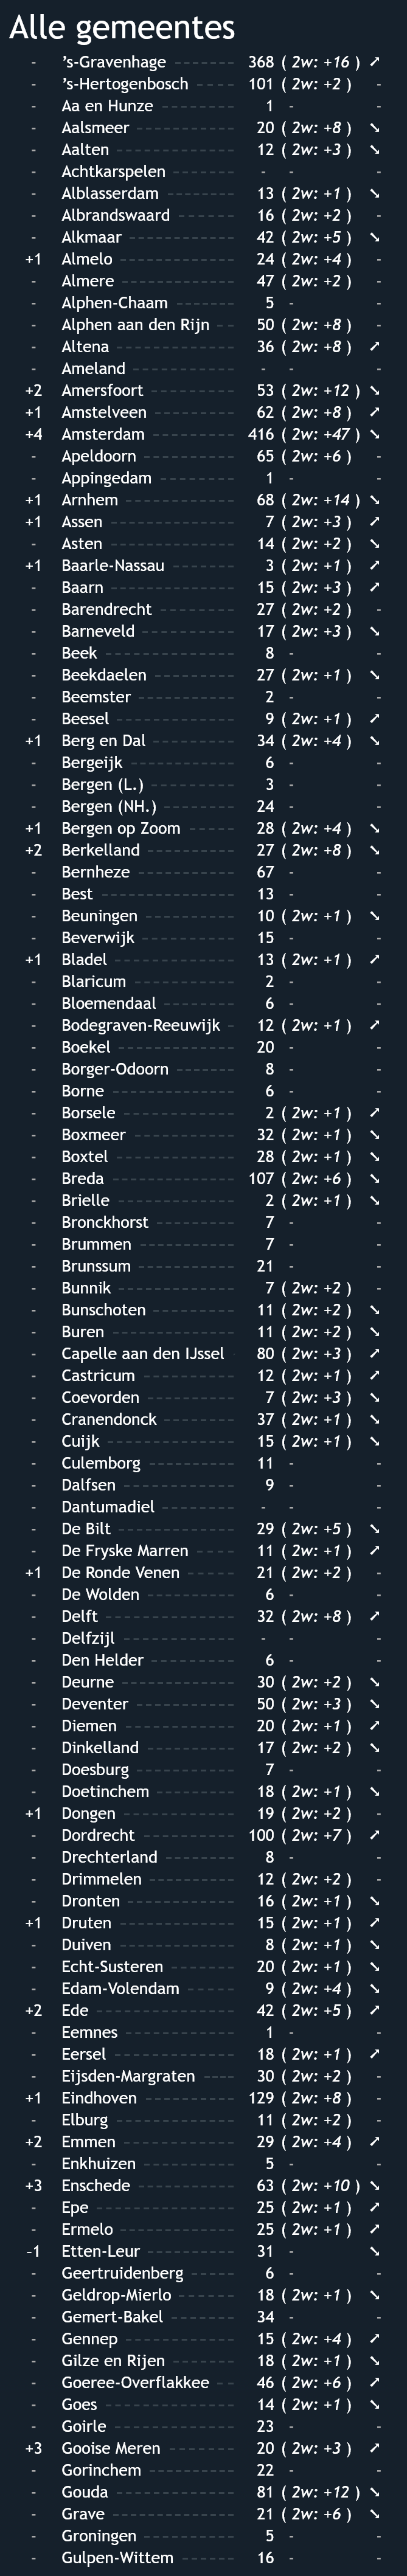 Alle gemeentes
- 's-Gravenhage 368 ( 2w: +16 ) ➚
- 's-Hertogenbosch 101 ( 2w: +2 ) -
- Aa en Hunze 1 - -
- Aalsmeer 20 ( 2w: +8 ) ➘
- Aalten 12 ( 2w: +3 ) ➘
- Achtkarspelen - - -
- Alblasserdam 13 ( 2w: +1 ) ➘
- Albrandswaard 16 ( 2w: +2 ) -
- Alkmaar 42 ( 2w: +5 ) ➘
+1 Almelo 24 ( 2w: +4 ) -
- Almere 47 ( 2w: +2 ) -
- Alphen-Chaam 5 - -
- Alphen aan den Rijn 50 ( 2w: +8 ) -
- Altena 36 ( 2w: +8 ) ➚
- Ameland - - -
+2 Amersfoort 53 ( 2w: +12 ) ➘
+1 Amstelveen 62 ( 2w: +8 ) ➚
+4 Amsterdam 416 ( 2w: +47 ) ➘
- Apeldoorn 65 ( 2w: +6 ) -
- Appingedam 1 - -
+1 Arnhem 68 ( 2w: +14 ) ➘
+1 Assen 7 ( 2w: +3 ) ➚
- Asten 14 ( 2w: +2 ) ➘
+1 Baarle-Nassau 3 ( 2w: +1 ) ➚
- Baarn 15 ( 2w: +3 ) ➚
- Barendrecht 27 ( 2w: +2 ) -
- Barneveld 17 ( 2w: +3 ) ➘
- Beek 8 - -
- Beekdaelen 27 ( 2w: +1 ) ➘
- Beemster 2 - -
- Beesel 9 ( 2w: +1 ) ➚
+1 Berg en Dal 34 ( 2w: +4 ) ➘
- Bergeijk 6 - -
- Bergen (L.) 3 - -
- Bergen (NH.) 24 - -
+1 Bergen op Zoom 28 ( 2w: +4 ) ➘
+2 Berkelland 27 ( 2w: +8 ) ➘
- Bernheze 67 - -
- Best 13 - -
- Beuningen 10 ( 2w: +1 ) ➘
- Beverwijk 15 - -
+1 Bladel 13 ( 2w: +1 ) ➚
- Blaricum 2 - -
- Bloemendaal 6 - -
- Bodegraven-Reeuwijk 12 ( 2w: +1 ) ➚
- Boekel 20 - -
- Borger-Odoorn 8 - -
- Borne 6 - -
- Borsele 2 ( 2w: +1 ) ➚
- Boxmeer 32 ( 2w: +1 ) ➘
- Boxtel 28 ( 2w: +1 ) ➘
- Breda 107 ( 2w: +6 ) ➘
- Brielle 2 ( 2w: +1 ) ➘
- Bronckhorst 7 - -
- Brummen 7 - -
- Brunssum 21 - -
- Bunnik 7 ( 2w: +2 ) -
- Bunschoten 11 ( 2w: +2 ) ➘
- Buren 11 ( 2w: +2 ) ➘
- Capelle aan den IJssel 80 ( 2w: +3 ) ➚
- Castricum 12 ( 2w: +1 ) ➚
- Coevorden 7 ( 2w: +3 ) ➘
- Cranendonck 37 ( 2w: +1 ) ➘
- Cuijk 15 ( 2w: +1 ) ➘
- Culemborg 11 - -
- Dalfsen 9 - -
- Dantumadiel - - -
- De Bilt 29 ( 2w: +5 ) ➘
- De Fryske Marren 11 ( 2w: +1 ) ➚
+1 De Ronde Venen 21 ( 2w: +2 ) -
- De Wolden 6 - -
- Delft 32 ( 2w: +8 ) ➚
- Delfzijl - - -
- Den Helder 6 - -
- Deurne 30 ( 2w: +2 ) ➘
- Deventer 50 ( 2w: +3 ) ➘
- Diemen 20 ( 2w: +1 ) ➚
- Dinkelland 17 ( 2w: +2 ) ➘
- Doesburg 7 - -
- Doetinchem 18 ( 2w: +1 ) ➘
+1 Dongen 19 ( 2w: +2 ) -
- Dordrecht 100 ( 2w: +7 ) ➚
- Drechterland 8 - -
- Drimmelen 12 ( 2w: +2 ) -
- Dronten 16 ( 2w: +1 ) ➘
+1 Druten 15 ( 2w: +1 ) ➚
- Duiven 8 ( 2w: +1 ) ➘
- Echt-Susteren 20 ( 2w: +1 ) ➘
- Edam-Volendam 9 ( 2w: +4 ) ➘
+2 Ede 42 ( 2w: +5 ) ➚
- Eemnes 1 - -
- Eersel 18 ( 2w: +1 ) ➚
- Eijsden-Margraten 30 ( 2w: +2 ) -
+1 Eindhoven 129 ( 2w: +8 ) -
- Elburg 11 ( 2w: +2 ) -
+2 Emmen 29 ( 2w: +4 ) ➚
- Enkhuizen 5 - -
+3 Enschede 63 ( 2w: +10 ) ➘
- Epe 25 ( 2w: +1 ) ➚
- Ermelo 25 ( 2w: +1 ) ➚
-1 Etten-Leur 31 - ➘
- Geertruidenberg 6 - -
- Geldrop-Mierlo 18 ( 2w: +1 ) ➘
- Gemert-Bakel 34 - -
- Gennep 15 ( 2w: +4 ) ➚
- Gilze en Rijen 18 ( 2w: +1 ) ➘
- Goeree-Overflakkee 46 ( 2w: +6 ) ➚
- Goes 14 ( 2w: +1 ) ➘
- Goirle 23 - -
+3 Gooise Meren 20 ( 2w: +3 ) ➚
- Gorinchem 22 - -
- Gouda 81 ( 2w: +12 ) ➘
- Grave 21 ( 2w: +6 ) ➘
- Groningen 5 - -
- Gulpen-Wittem 16 - -